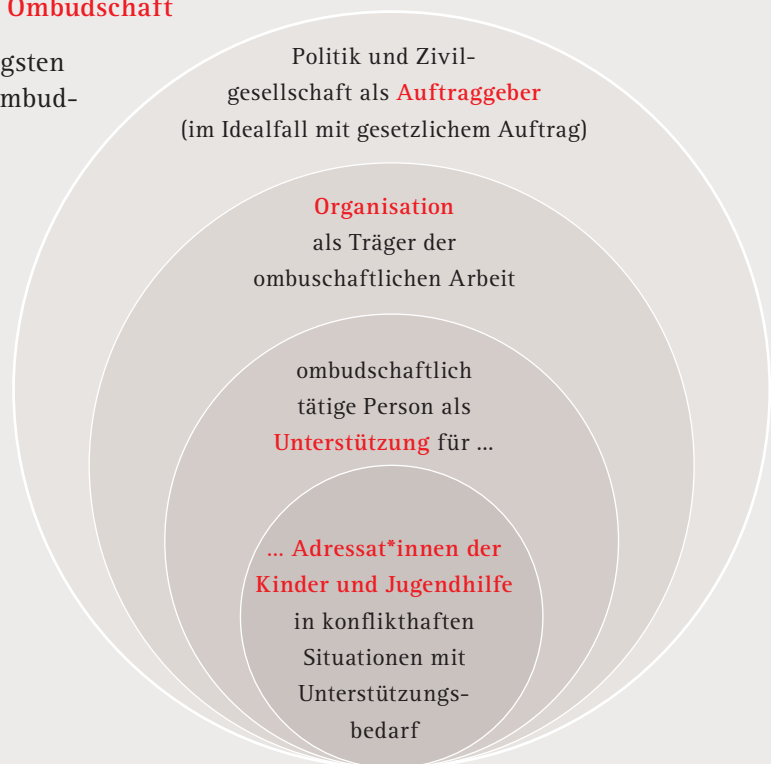 Ombudschaft
gsten
mbud-
Politik und Zivil-
gesellschaft als Auftraggeber
(im Idealfall mit gesetzlichem Auftrag)
Organisation
als Träger der
ombuschaftlichen Arbeit
ombudschaftlich
tätige Person als
Unterstützung für ...
... Adressat*innen der
Kinder und Jugendhilfe
in konflikthaften
Situationen mit
Unterstützungs-
bedarf